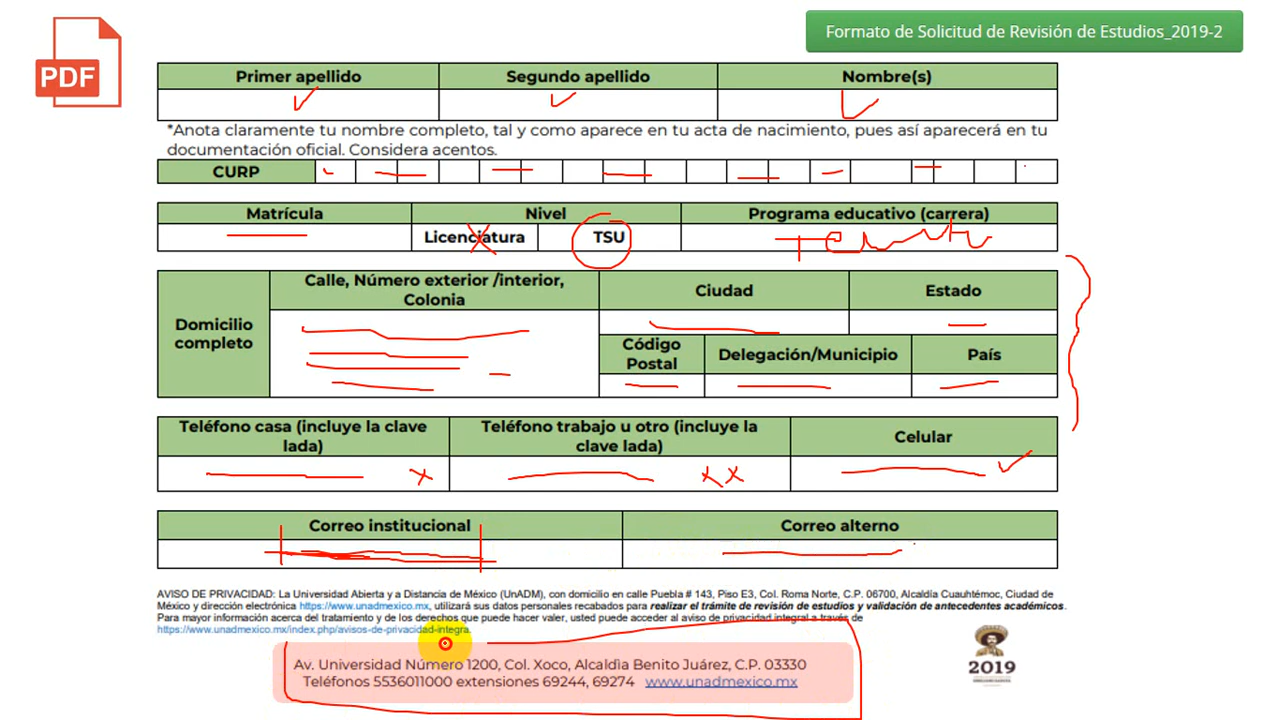 PDF
Formato de Solicitud de Revisión de Estudios_2019-2
Primer apellido Segundo apellido Nombre(s)
*Anota claramente tu nombre completo, tal y como aparece en tu acta de nacimiento, pues así aparecerá en tu
documentación oficial. Considera acentos.
CURP
Matrícula Nivel Programa educativo (carrera)
Licenciatura TSU
Domicilio completo
Calle, Número exterior /interior,
Colonia
Ciudad Estado
Código
Postal
Delegación/Municipio País
Teléfono casa (incluye la clave
lada)
Teléfono trabajo u otro (incluye la
clave lada)
Celular
Correo institucional Correo alterno
AVISO DE PRIVACIDAD: La Universidad Abierta y a Distancia de México (UnADM), con domicilio en calle Puebla # 143, Piso E3, Col. Roma Norte, C.P. 06700, Alcaldía Cuauhtémoc, Ciudad de
México y dirección electrónica https://www.unadmexico.mx, utilizará sus datos personales recabados para realizar el trámite de revisión de estudios y validación de antecedentes académicos.
Para mayor información acerca del tratamiento y de los derechos que puede hacer valer, usted puede acceder al aviso de privacidad integral a través de
https://www.unadmexico.mx/index.php/avisos-de-privacidad-integra.
Av. Universidad Número 1200, Col. Xoco, Alcaldìa Benito Juárez, C.P. 03330
Teléfonos 5536011000 extensiones 69244, 69274 www.unadmexico.mx
2019